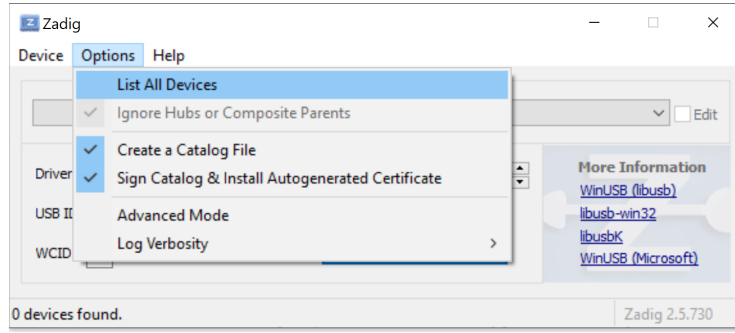 Zadig
Device Options Help
List All Devices
Ignore Hubs or Composite Parents
Edit
Create a Catalog File
Sign Catalog & Install Autogenerated Certificate
Advanced Mode
Log Verbosity
Driver
USB ID
WCID
More Information
WinUSB (libusb)
libusb-win32
libusbK
WinUSB (Microsoft)
0 devices found.
Zadig 2.5.730